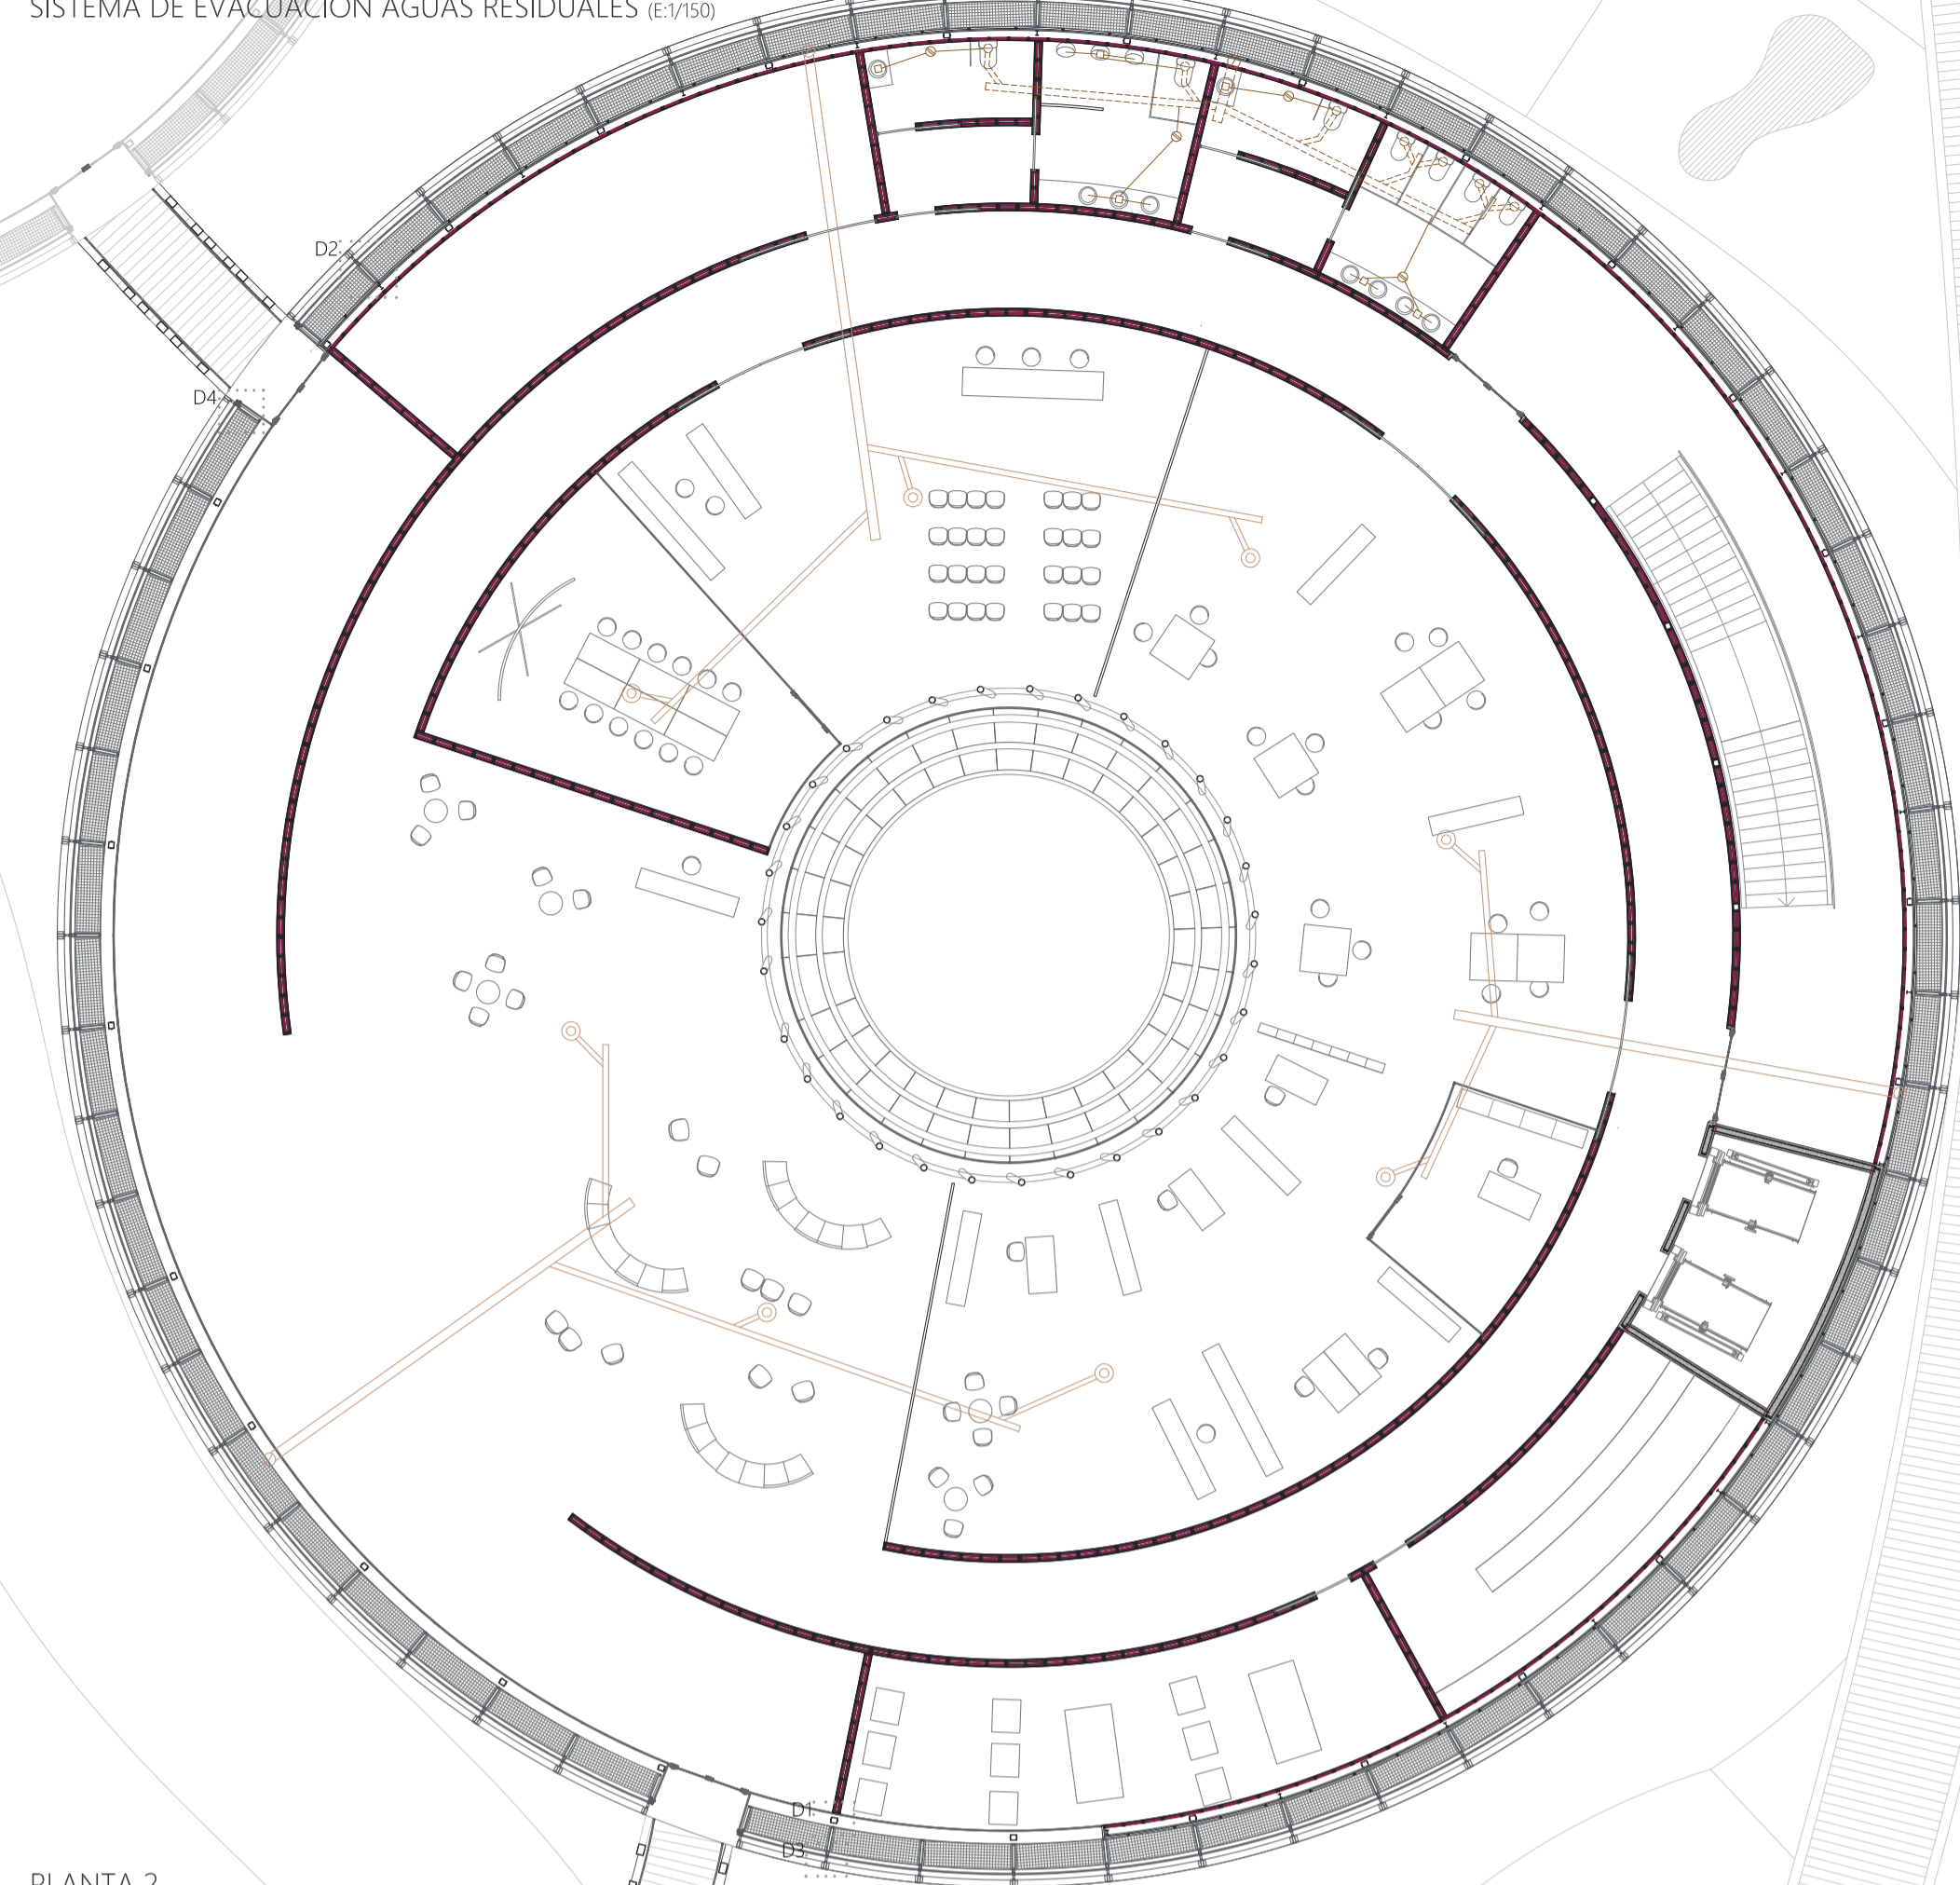 SISTEMA DE EVACUACIÓN AGUAS RESIDUALES (E:1/150)
D2
D4
D1
D3
PLANTA 2